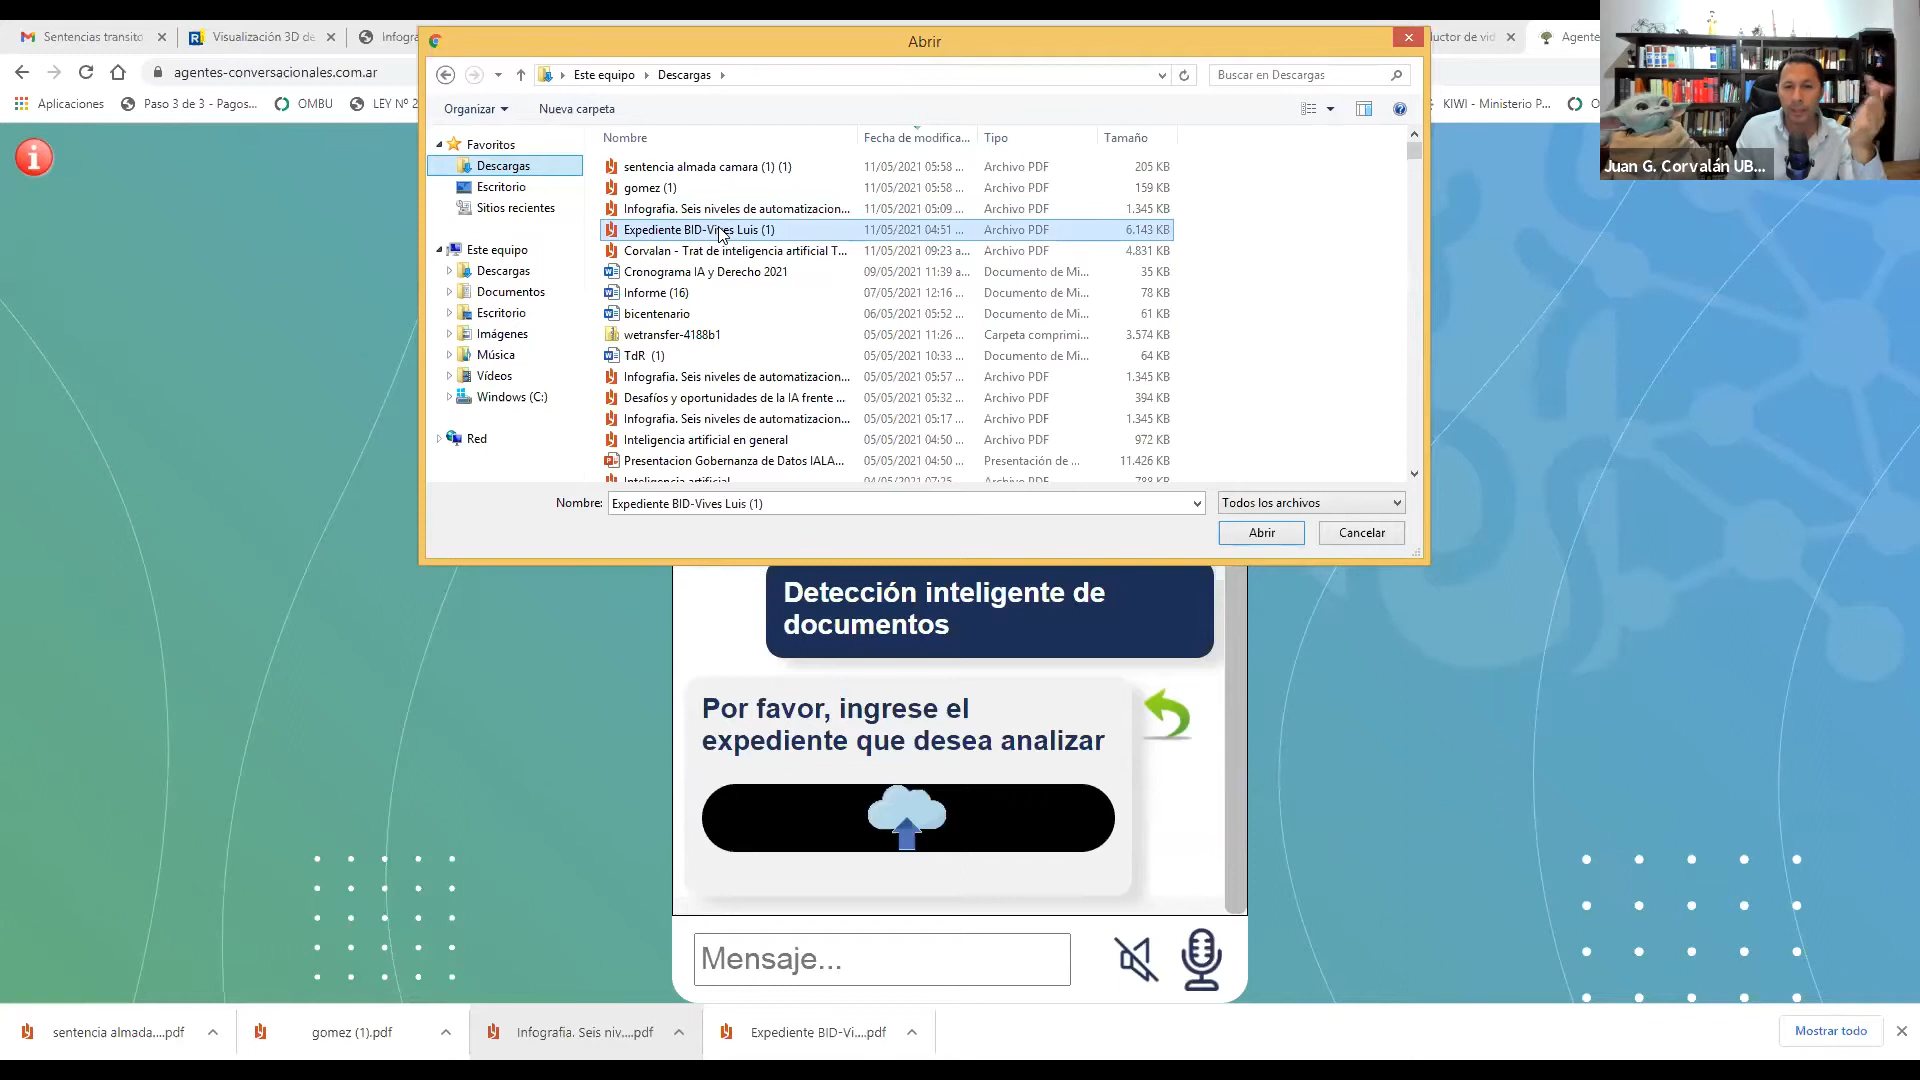 Sentencias transito
Visualización 3D de
Infogra
ductor de vid
Agente
agentes-conversacionales.com.ar
Aplicaciones
Paso 3 de 3 - Pagos...
OMBU
LEY Nº 2
KIWI - Ministerio P...
Juan G. Corvalán UB...
Abrir
Este equipo
Descargas
Buscar en Descargas
Organizar
Nueva carpeta
Nombre
Fecha de modifica...
Tipo
Tamaño
Favoritos
Descargas
Escritorio
Sitios recientes
Este equipo
Descargas
Documentos
Escritorio
Imágenes
Música
Vídeos
Windows (C:)
Red
sentencia almada camara (1) (1) 11/05/2021 05:58 ... Archivo PDF 205 KB
gomez (1) 11/05/2021 05:58 ... Archivo PDF 159 KB
Infografia. Seis niveles de automatizacion... 11/05/2021 05:09 ... Archivo PDF 1.345 KB
Expediente BID-Vives Luis (1) 11/05/2021 04:51 ... Archivo PDF 6.143 KB
Corvalan - Trat de inteligencia artificial T... 11/05/2021 09:23 a... Archivo PDF 4.831 KB
Cronograma IA y Derecho 2021 09/05/2021 11:39 a... Documento de Mi... 35 KB
Informe (16) 07/05/2021 12:16 ... Documento de Mi... 78 KB
bicentenario 06/05/2021 05:52 ... Documento de Mi... 61 KB
wetransfer-4188b1 05/05/2021 11:26 ... Carpeta comprimi... 3.574 KB
TdR (1) 05/05/2021 10:33 ... Documento de Mi... 64 KB
Infografia. Seis niveles de automatizacion... 05/05/2021 05:57 ... Archivo PDF 1.345 KB
Desafíos y oportunidades de la IA frente ... 05/05/2021 05:32 ... Archivo PDF 394 KB
Infografia. Seis niveles de automatizacion... 05/05/2021 05:17 ... Archivo PDF 1.345 KB
Inteligencia artificial en general 05/05/2021 04:50 ... Archivo PDF 972 KB
Presentacion Gobernanza de Datos IALA... 05/05/2021 04:50 ... Presentación de ... 11.426 KB
Inteligencia artificial 04/05/2021 07:25 ... Archivo PDF 788 KB
Nombre:
Expediente BID-Vives Luis (1)
Todos los archivos
Abrir
Cancelar
Detección inteligente de
documentos
Por favor, ingrese el
expediente que desea analizar
Mensaje...
sentencia almada....pdf
gomez (1).pdf
Infografia. Seis niv....pdf
Expediente BID-Vi....pdf
Mostrar todo